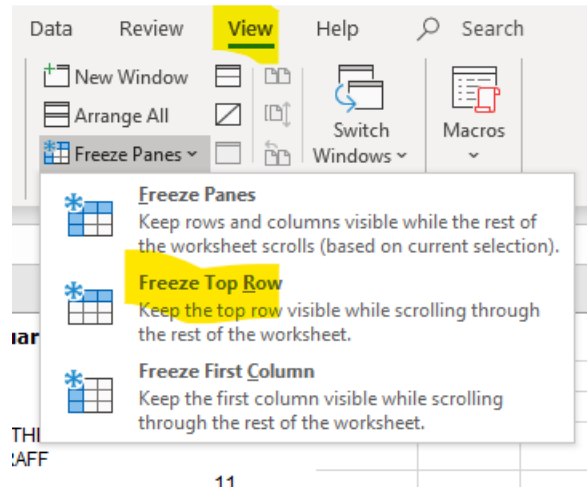 Data Review View Help Search
New Window
Arrange All
Freeze Panes
Switch
Windows
Macros
Freeze Panes
Keep rows and columns visible while the rest of
the worksheet scrolls (based on current selection).
Freeze Top Row
Keep the top row visible while scrolling through
the rest of the worksheet.
Freeze First Column
Keep the first column visible while scrolling
through the rest of the worksheet.
11